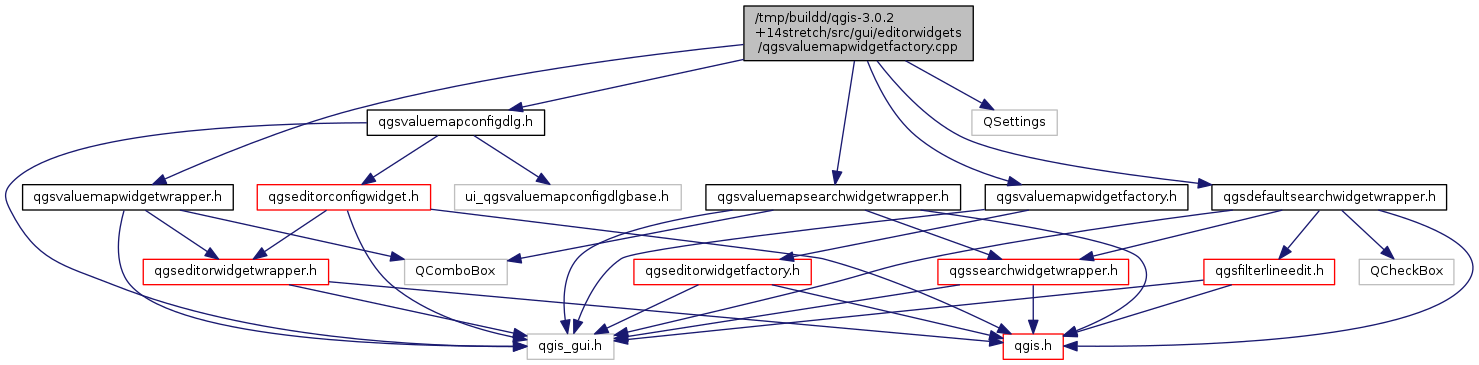 /tmp/buildd/qgis-3.0.2
+14stretch/src/gui/editorwidgets
/qgsvaluemapwidgetfactory.cpp
qgsvaluemapconfigdlg.h
QSettings
qgsvaluemapwidgetwrapper.h
qgseditorconfigwidget.h
ui_qgsvaluemapconfigdlgbase.h
qgsvaluemapsearchwidgetwrapper.h
qgsvaluemapwidgetfactory.h
qgsdefaultsearchwidgetwrapper.h
qgseditorwidgetwrapper.h
QComboBox
qgseditorwidgetfactory.h
qgssearchwidgetwrapper.h
qgsfilterlineedit.h
QCheckBox
qgis_gui.h
qgis.h